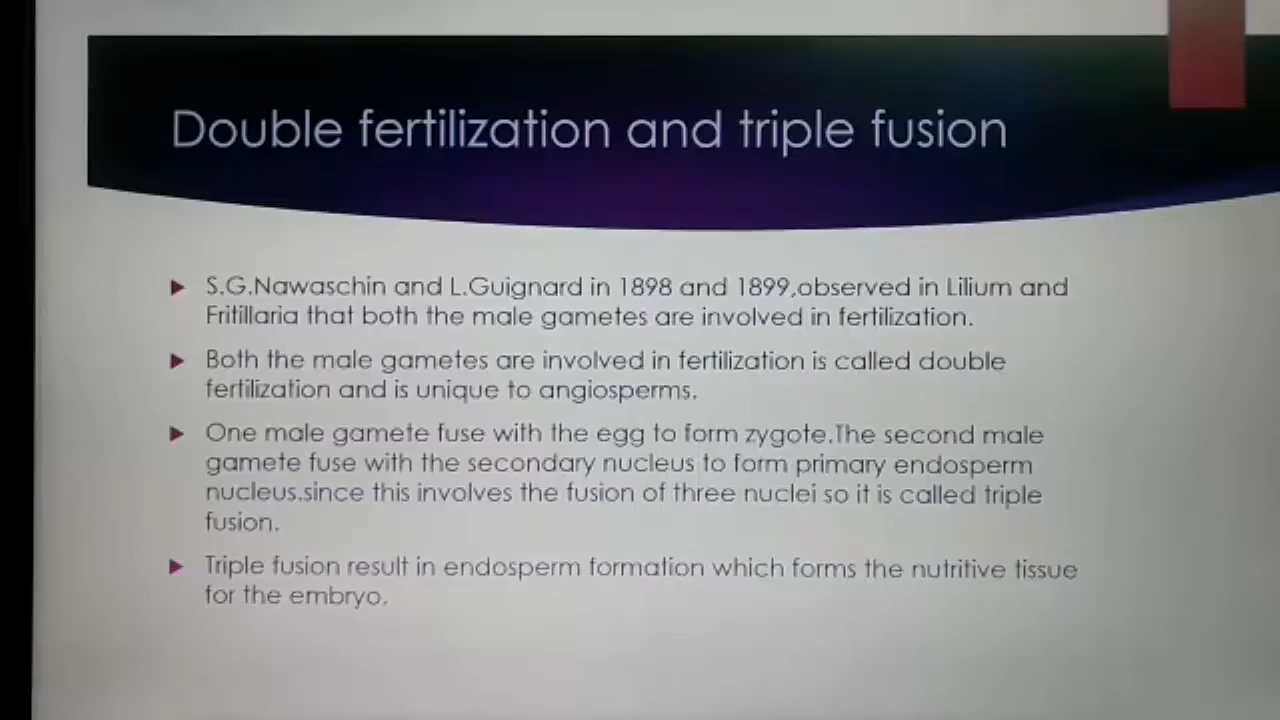 Double fertilization and triple fusion
S.G.Nawaschin and L.Guignard in 1898 and 1899,observed in Lilium and
Fritillaria that both the male gametes are involved in fertilization.
Both the male gametes are involved in fertilization is called double
fertilization and is unique to angiosperms.
One male gamete fuse with the egg to form zygote.The second male
gamete fuse with the secondary nucleus to form primary endosperm
nucleus.since this involves the fusion of three nuclei so it is called triple
fusion.
Triple fusion result in endosperm formation which forms the nutritive tissue
for the embryo.